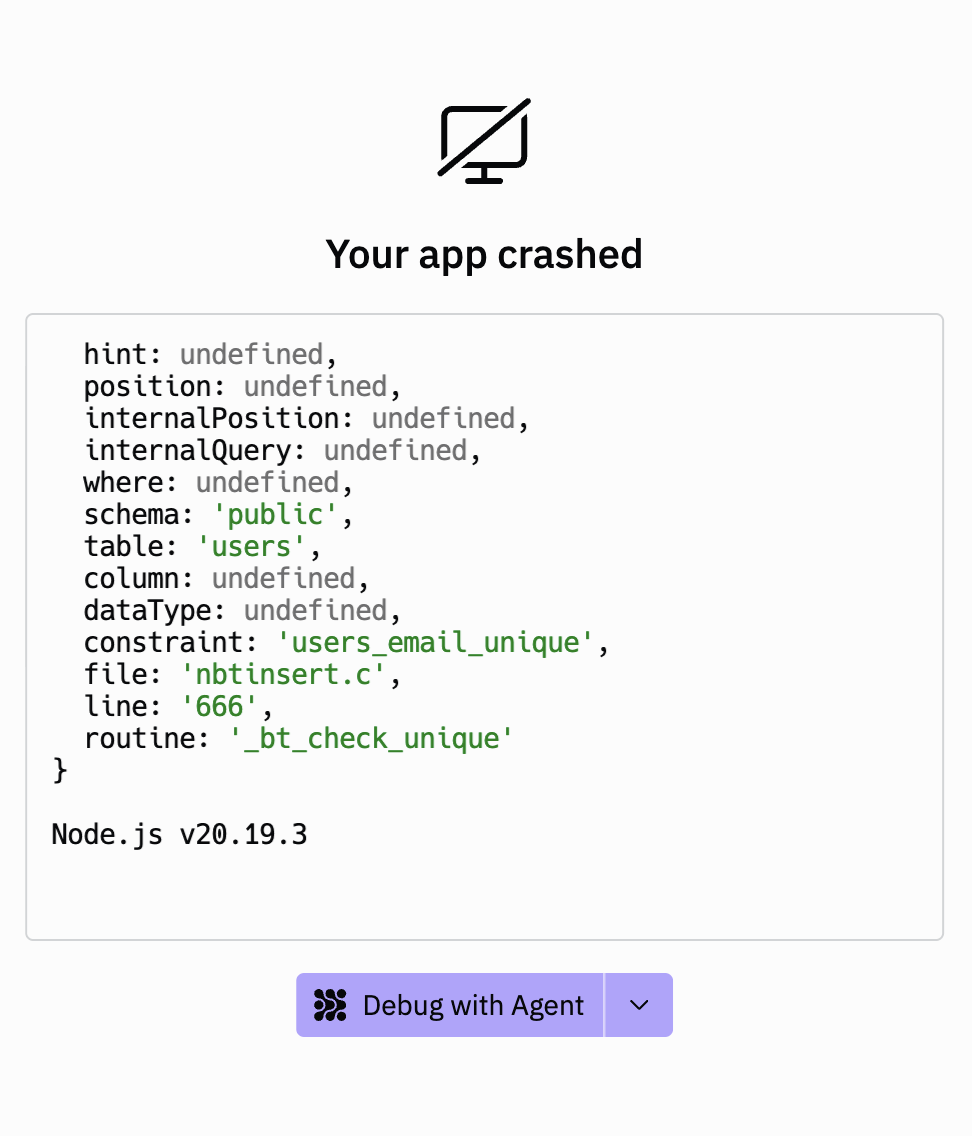 Your app crashed
hint: undefined,
position: undefined,
internalPosition: undefined,
internalQuery: undefined,
where: undefined,
schema: 'public',
table: 'users',
column: undefined,
dataType: undefined,
constraint: 'users_email_unique',
file: 'nbtinsert.c',
line: '666',
routine: '_bt_check_unique'
}
Node.js v20.19.3
Debug with Agent